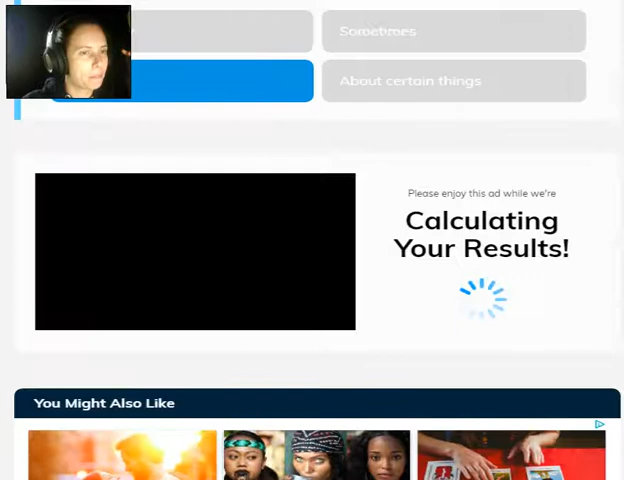 Sometimes
About certain things
Please enjoy this ad while we're
Calculating
Your Results!
You Might Also Like